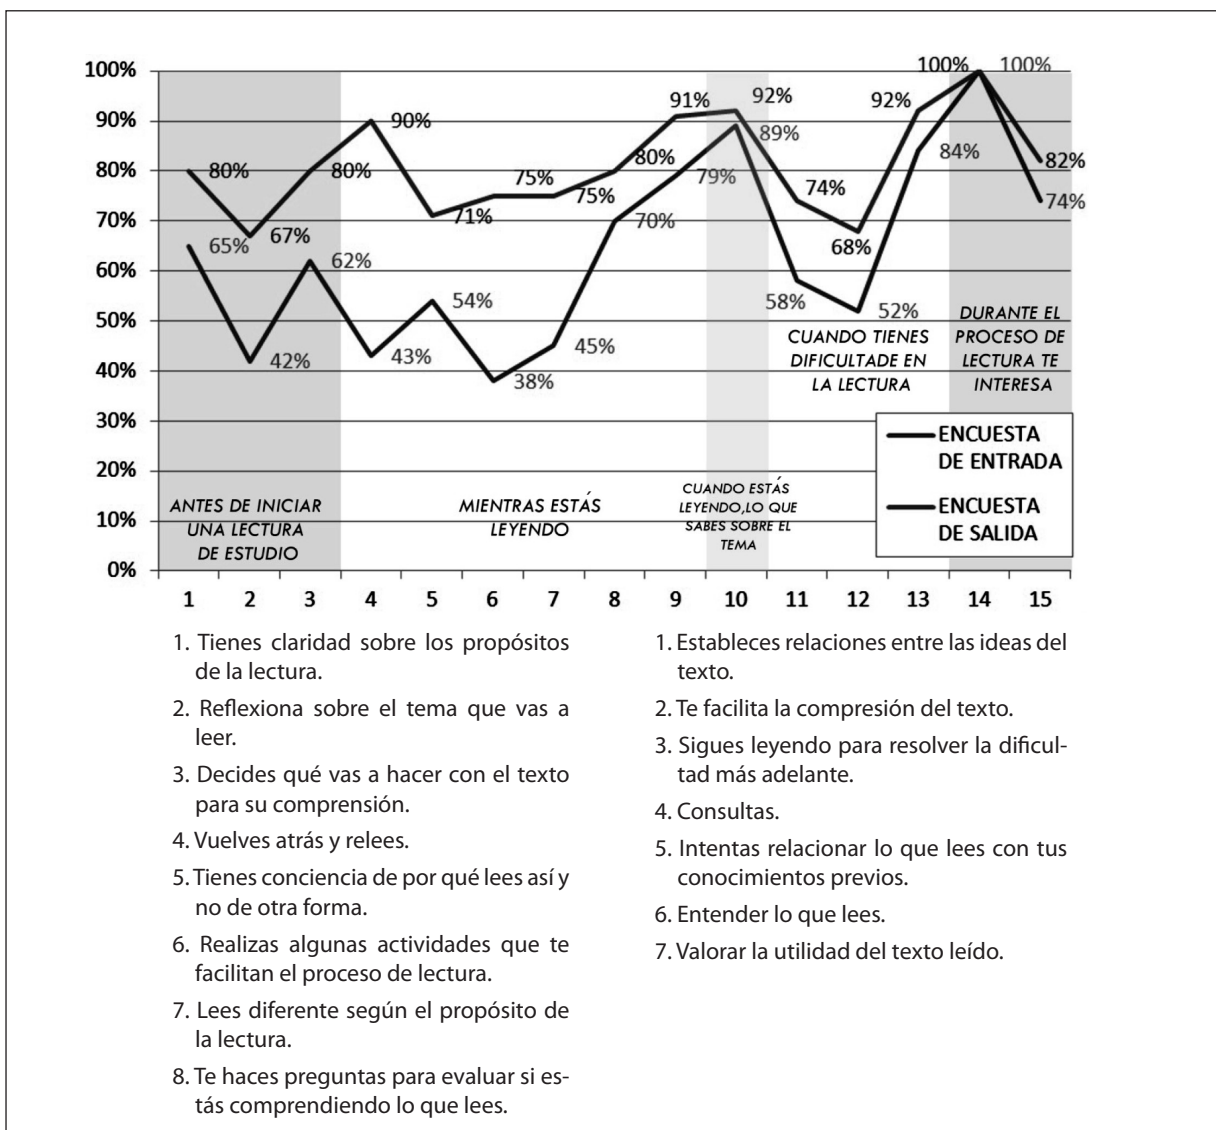 100%
90%
80%
70%
60%
50%
40%
30%
20%
10%
0%
80%
67%
80%
90%
71%
75%
75%
80%
91%
92%
74%
68%
92%
100%
82%
65%
42%
62%
43%
54%
38%
45%
70%
79%
89%
58%
52%
84%
100%
74%
ANTES DE INICIAR
UNA LECTURA
DE ESTUDIO
MIENTRAS ESTÁS
LEYENDO
CUANDO ESTÁS
LEYENDO,LO QUE
SABES SOBRE EL
TEMA
CUANDO TIENES
DIFICULTADE EN
LA LECTURA
DURANTE EL
PROCESO DE
LECTURA TE
INTERESA
ENCUESTA
DE ENTRADA
ENCUESTA
DE SALIDA
1 2 3 4 5 6 7 8 9 10 11 12 13 14 15
1. Tienes claridad sobre los propósitos
de la lectura.
2. Reflexiona sobre el tema que vas a
leer.
3. Decides qué vas a hacer con el texto
para su comprensión.
4. Vuelves atrás y relees.
5. Tienes conciencia de por qué lees así y
no de otra forma.
6. Realizas algunas actividades que te
facilitan el proceso de lectura.
7. Lees diferente según el propósito de
la lectura.
8. Te haces preguntas para evaluar si es-
tás comprendiendo lo que lees.
1. Estableces relaciones entre las ideas del
texto.
2. Te facilita la compresión del texto.
3. Sigues leyendo para resolver la dificul-
tad más adelante.
4. Consultas.
5. Intentas relacionar lo que lees con tus
conocimientos previos.
6. Entender lo que lees.
7. Valorar la utilidad del texto leído.